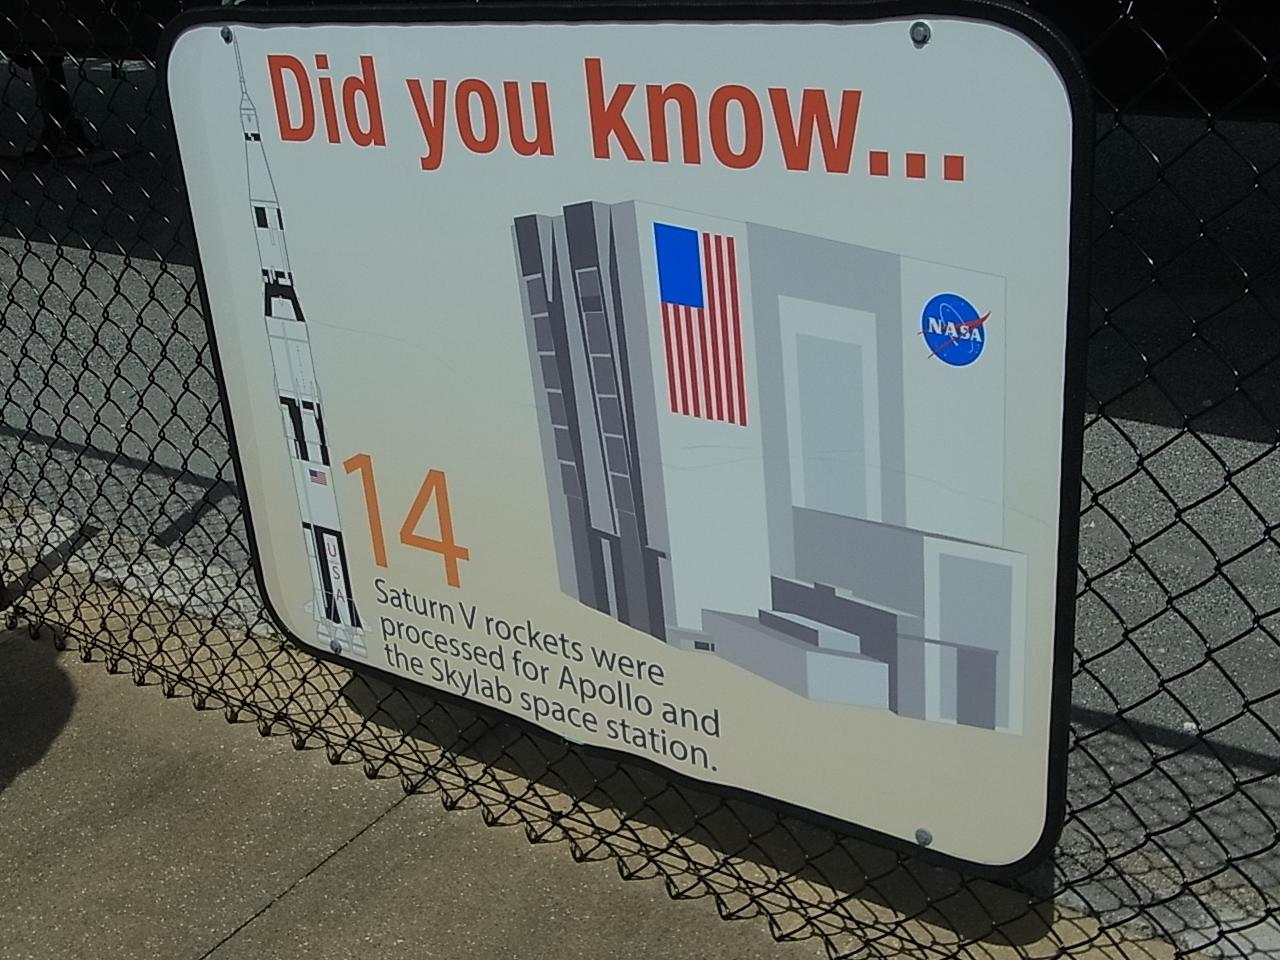 Did you know...
NASA
USA
14
Saturn V rockets were
processed for Apollo and
the Skylab space station.